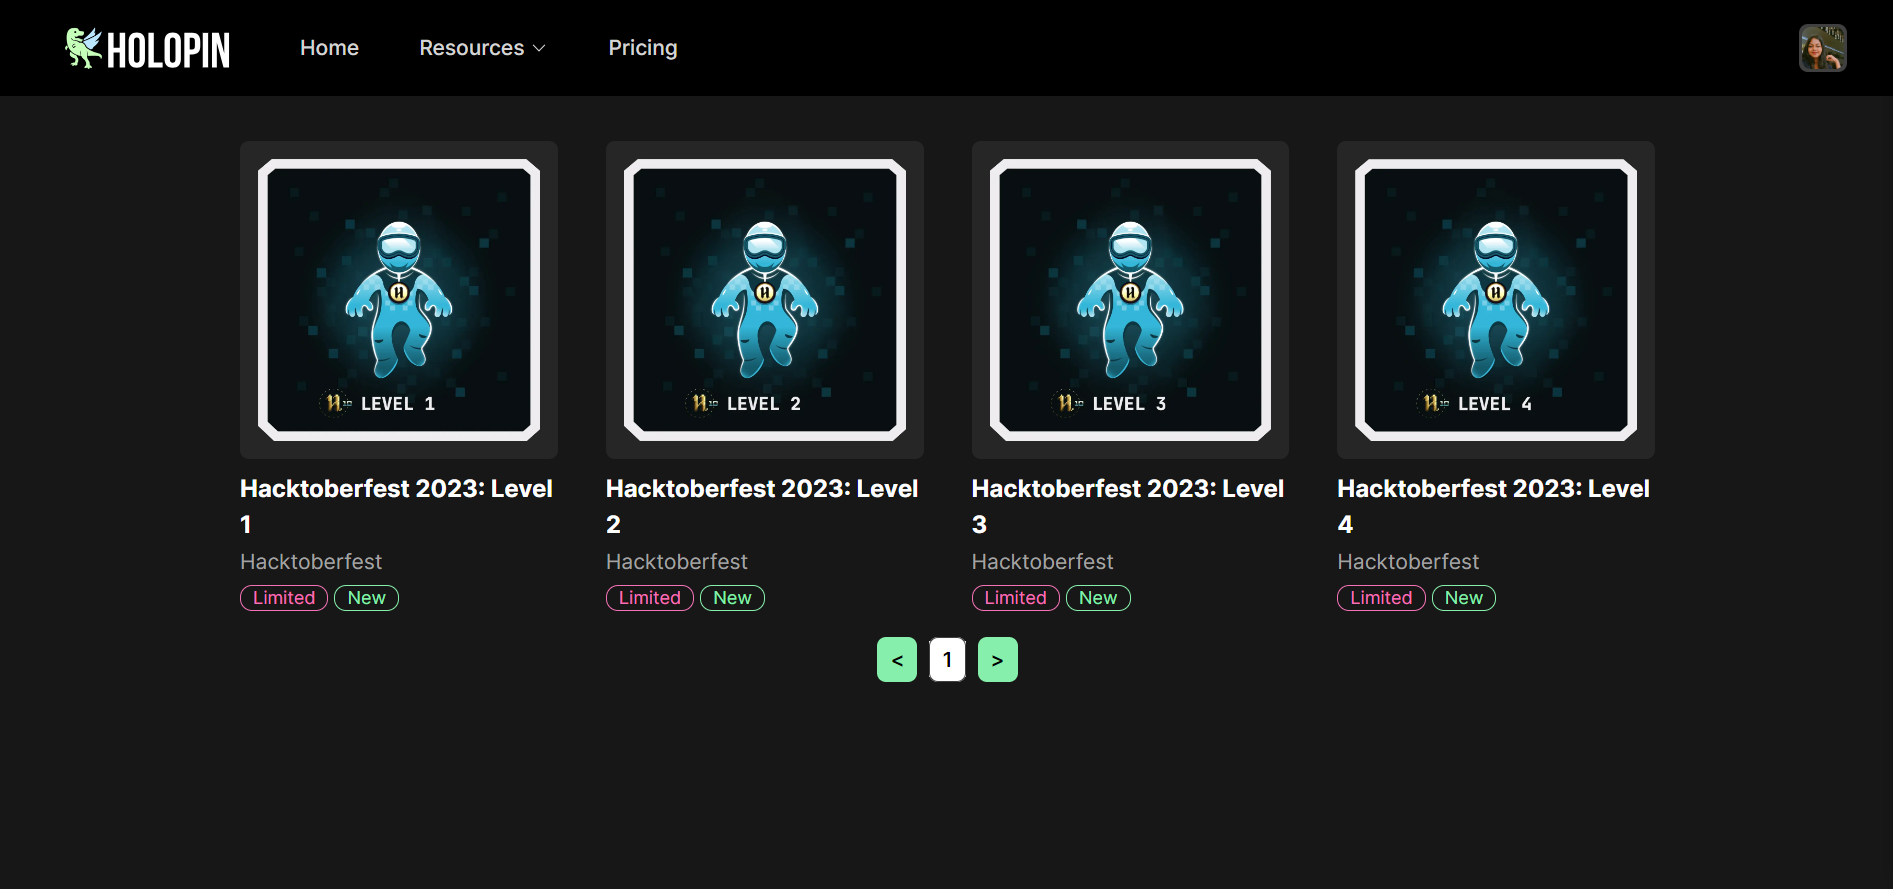 HOLOPIN
Home
Resources
Pricing
LEVEL 1
LEVEL 2
LEVEL 3
LEVEL 4
Hacktoberfest 2023: Level
1
Hacktoberfest
Limited New
Hacktoberfest 2023: Level
2
Hacktoberfest
Limited New
Hacktoberfest 2023: Level
3
Hacktoberfest
Limited New
Hacktoberfest 2023: Level
4
Hacktoberfest
Limited New
< 1 >